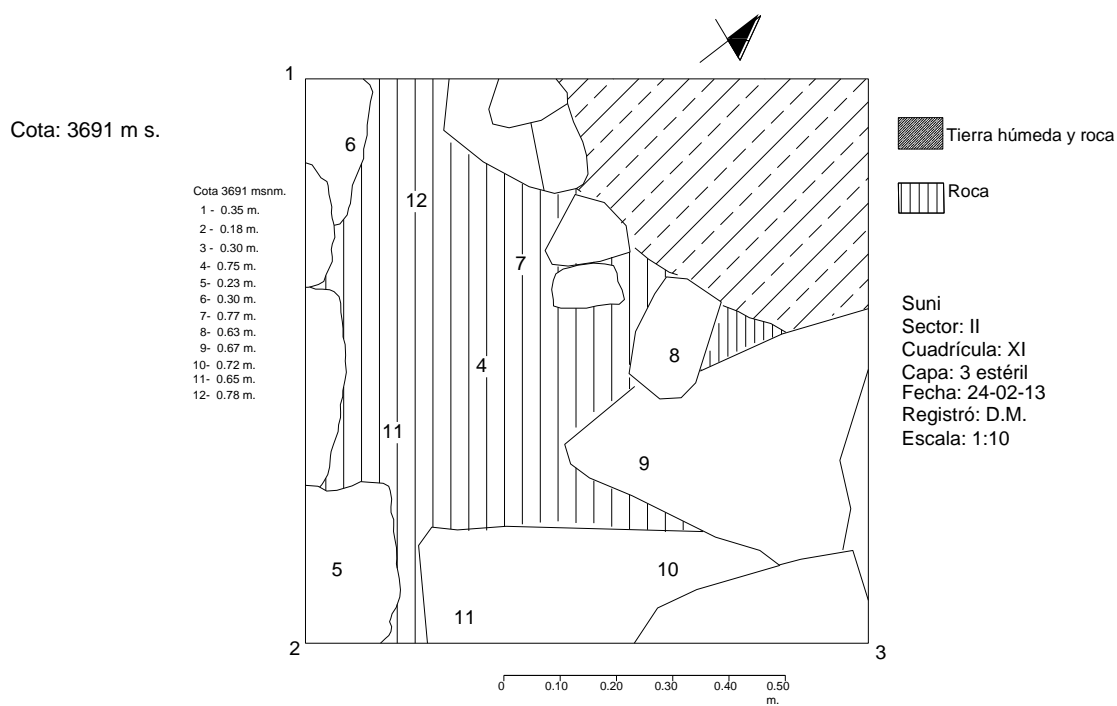 1
Cota: 3691 m s.
Cota 3691 msnm.
1 - 0.35 m.
2 - 0.18 m.
3 - 0.30 m.
4- 0.75 m.
5- 0.23 m.
6- 0.30 m.
7- 0.77 m.
8- 0.63 m.
9- 0.67 m.
10- 0.72 m.
11- 0.65 m.
12- 0.78 m.
6
12
7
4
8
11
9
5
10
11
2
3
0 0.10 0.20 0.30 0.40 0.50
m.
Tierra húmeda y roca
Roca
Suni
Sector: II
Cuadrícula: XI
Capa: 3 estéril
Fecha: 24-02-13
Registró: D.M.
Escala: 1:10